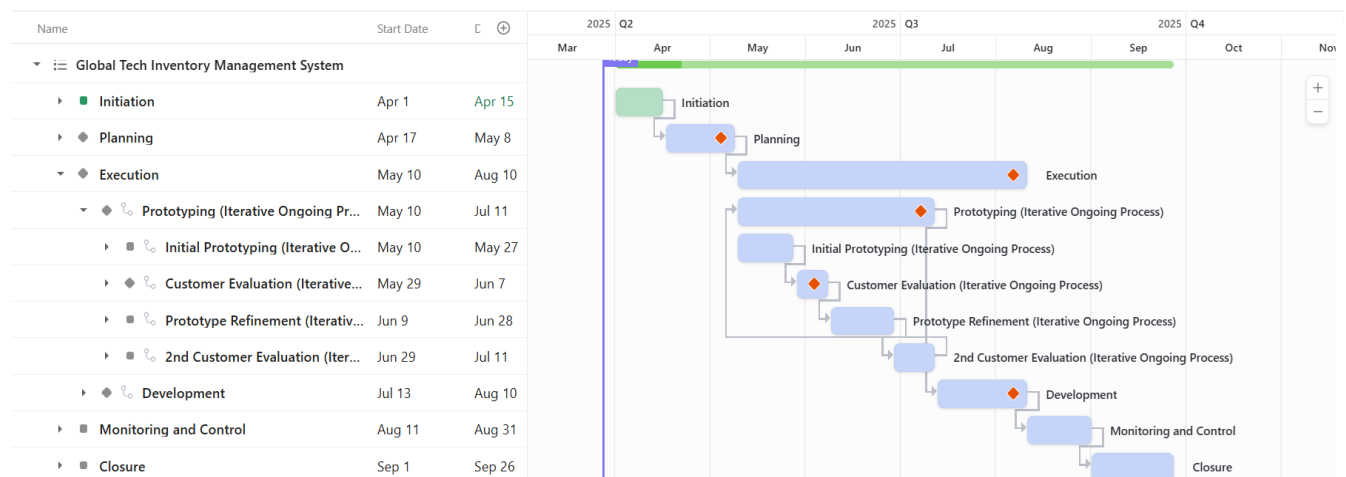 2025 Q2 2025 Q3 2025 Q4
Name Start Date
Mar Apr May Jun Jul Aug Sep Oct Nov
Global Tech Inventory Management System
Initiation Apr 1 Apr 15 Initiation
Planning Apr 17 May 8 Planning
Execution May 10 Aug 10 Execution
Prototyping (Iterative Ongoing Pr... May 10 Jul 11 Prototyping (Iterative Ongoing Process)
Initial Prototyping (Iterative O... May 10 May 27 Initial Prototyping (Iterative Ongoing Process)
Customer Evaluation (Iterative... May 29 Jun 7 Customer Evaluation (Iterative Ongoing Process)
Prototype Refinement (Iterativ... Jun 9 Jun 28 Prototype Refinement (Iterative Ongoing Process)
2nd Customer Evaluation (Iter... Jun 29 Jul 11 2nd Customer Evaluation (Iterative Ongoing Process)
Development Jul 13 Aug 10 Development
Monitoring and Control Aug 11 Aug 31 Monitoring and Control
Closure Sep 1 Sep 26 Closure